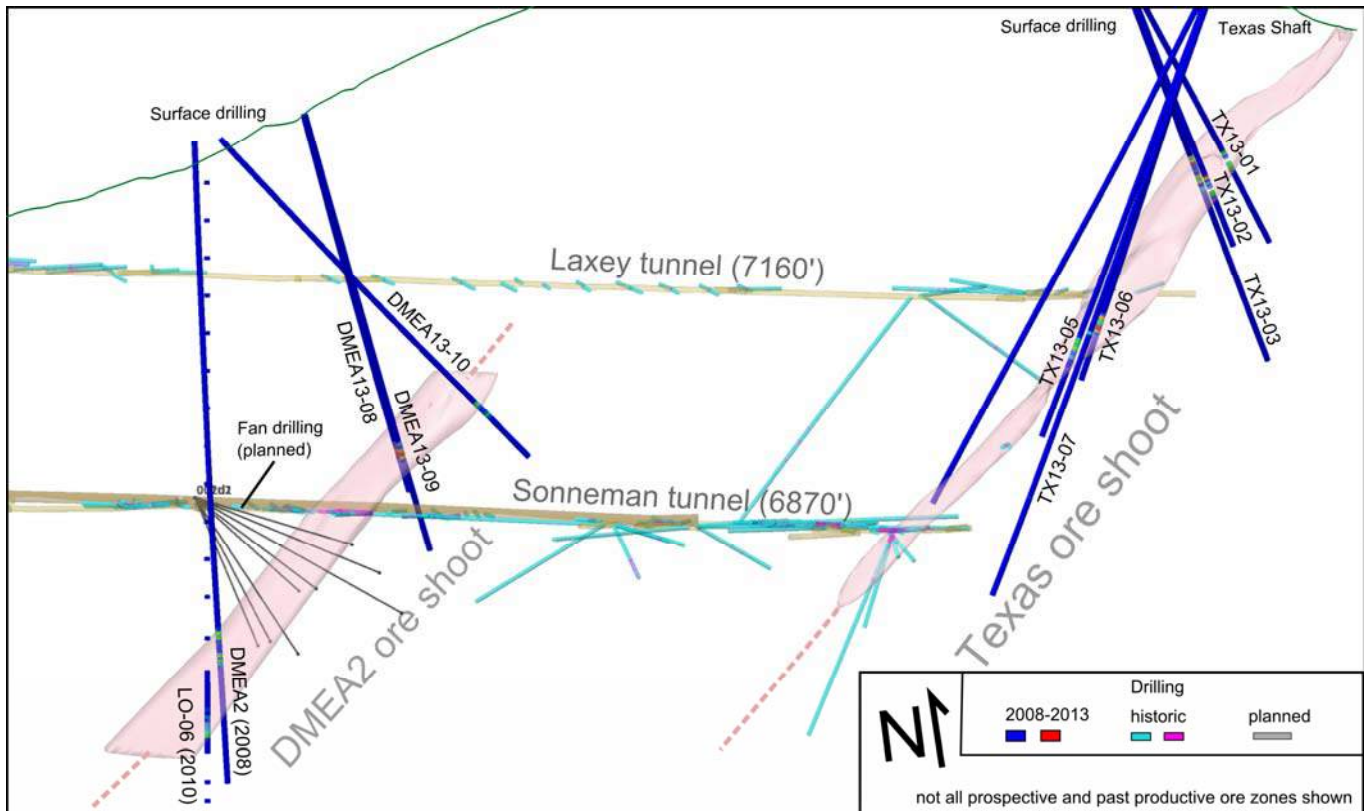 Surface drilling
Texas Shaft
Surface drilling
TX13-01
TX13-02
TX13-03
Laxey tunnel (7160')
DMEA13-10
DMEA13-08
DMEA13-09
TX13-05
TX13-06
TX13-07
Fan drilling
(planned)
Sonneman tunnel (6870')
DMEA2 ore shoot
Texas ore shoot
DMEA2 (2008)
LO-06 (2010)
N
Drilling
2008-2013
historic
planned
not all prospective and past productive ore zones shown